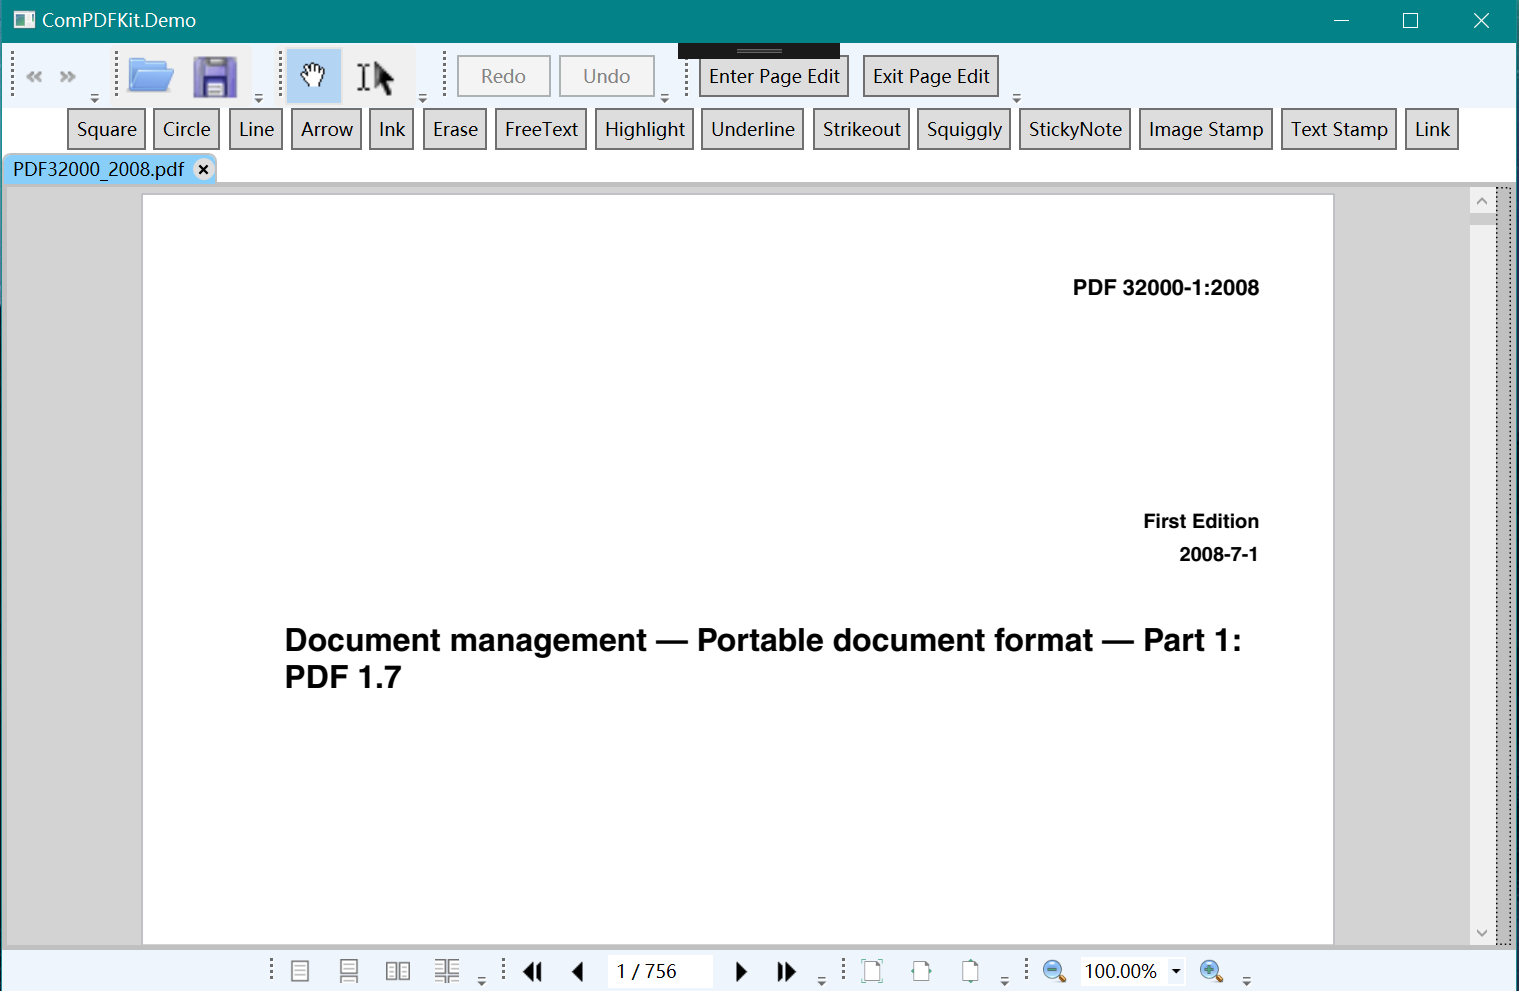 ComPDFKit.Demo
Redo Undo Enter Page Edit Exit Page Edit
Square Circle Line Arrow Ink Erase FreeText Highlight Underline Strikeout Squiggly StickyNote Image Stamp Text Stamp Link
PDF32000_2008.pdf
PDF 32000-1:2008
First Edition
2008-7-1
Document management — Portable document format — Part 1:
PDF 1.7
1 / 756 100.00%